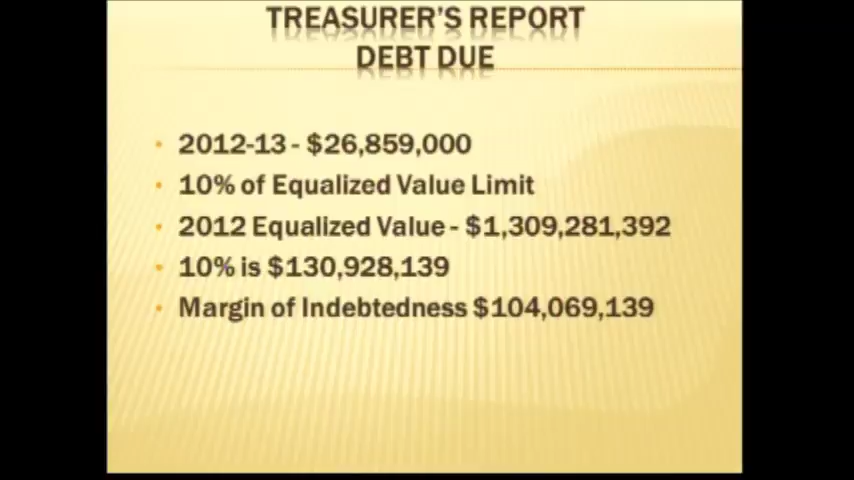 TREASURER'S REPORT
DEBT DUE
• 2012-13 - $26,859,000
• 10% of Equalized Value Limit
• 2012 Equalized Value - $1,309,281,392
• 10% is $130,928,139
• Margin of Indebtedness $104,069,139